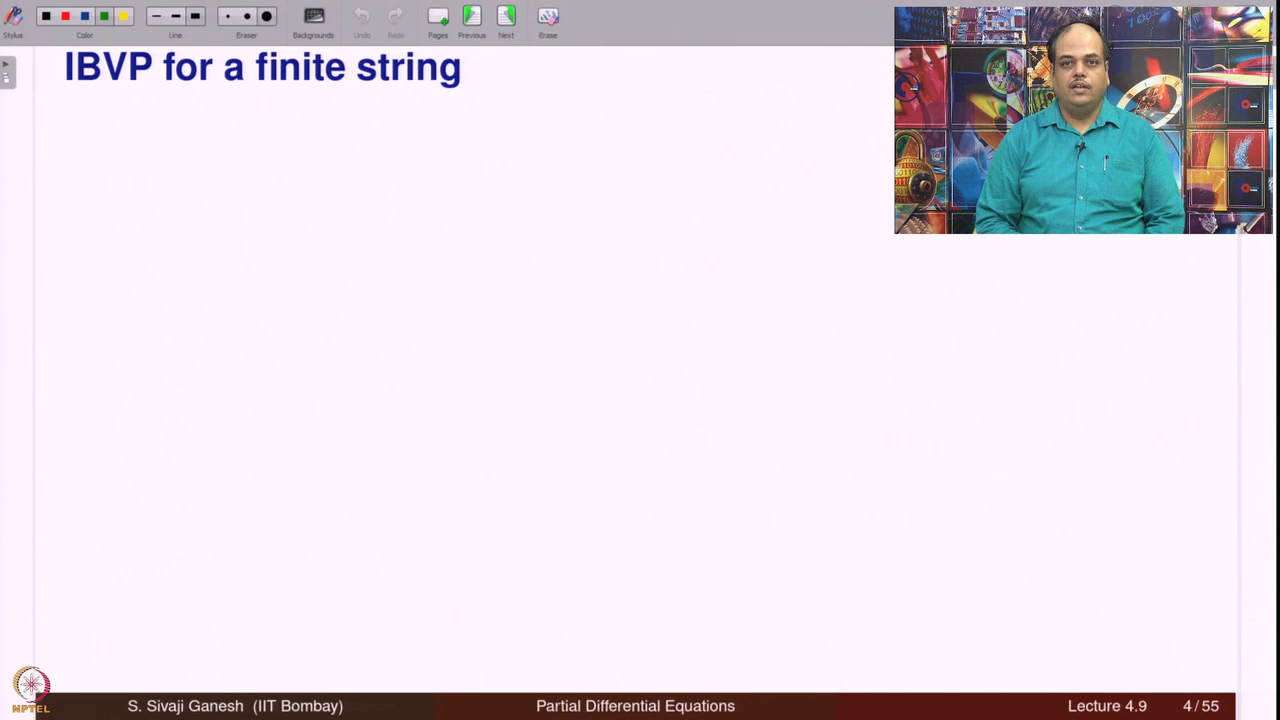 Stylus
Color
Line
Eraser
Backgrounds
Undo
Redo
Pages
Previous
Next
Erase
IBVP for a finite string
NPTEL
S. Sivaji Ganesh (IIT Bombay)
Partial Differential Equations
Lecture 4.9
4/55